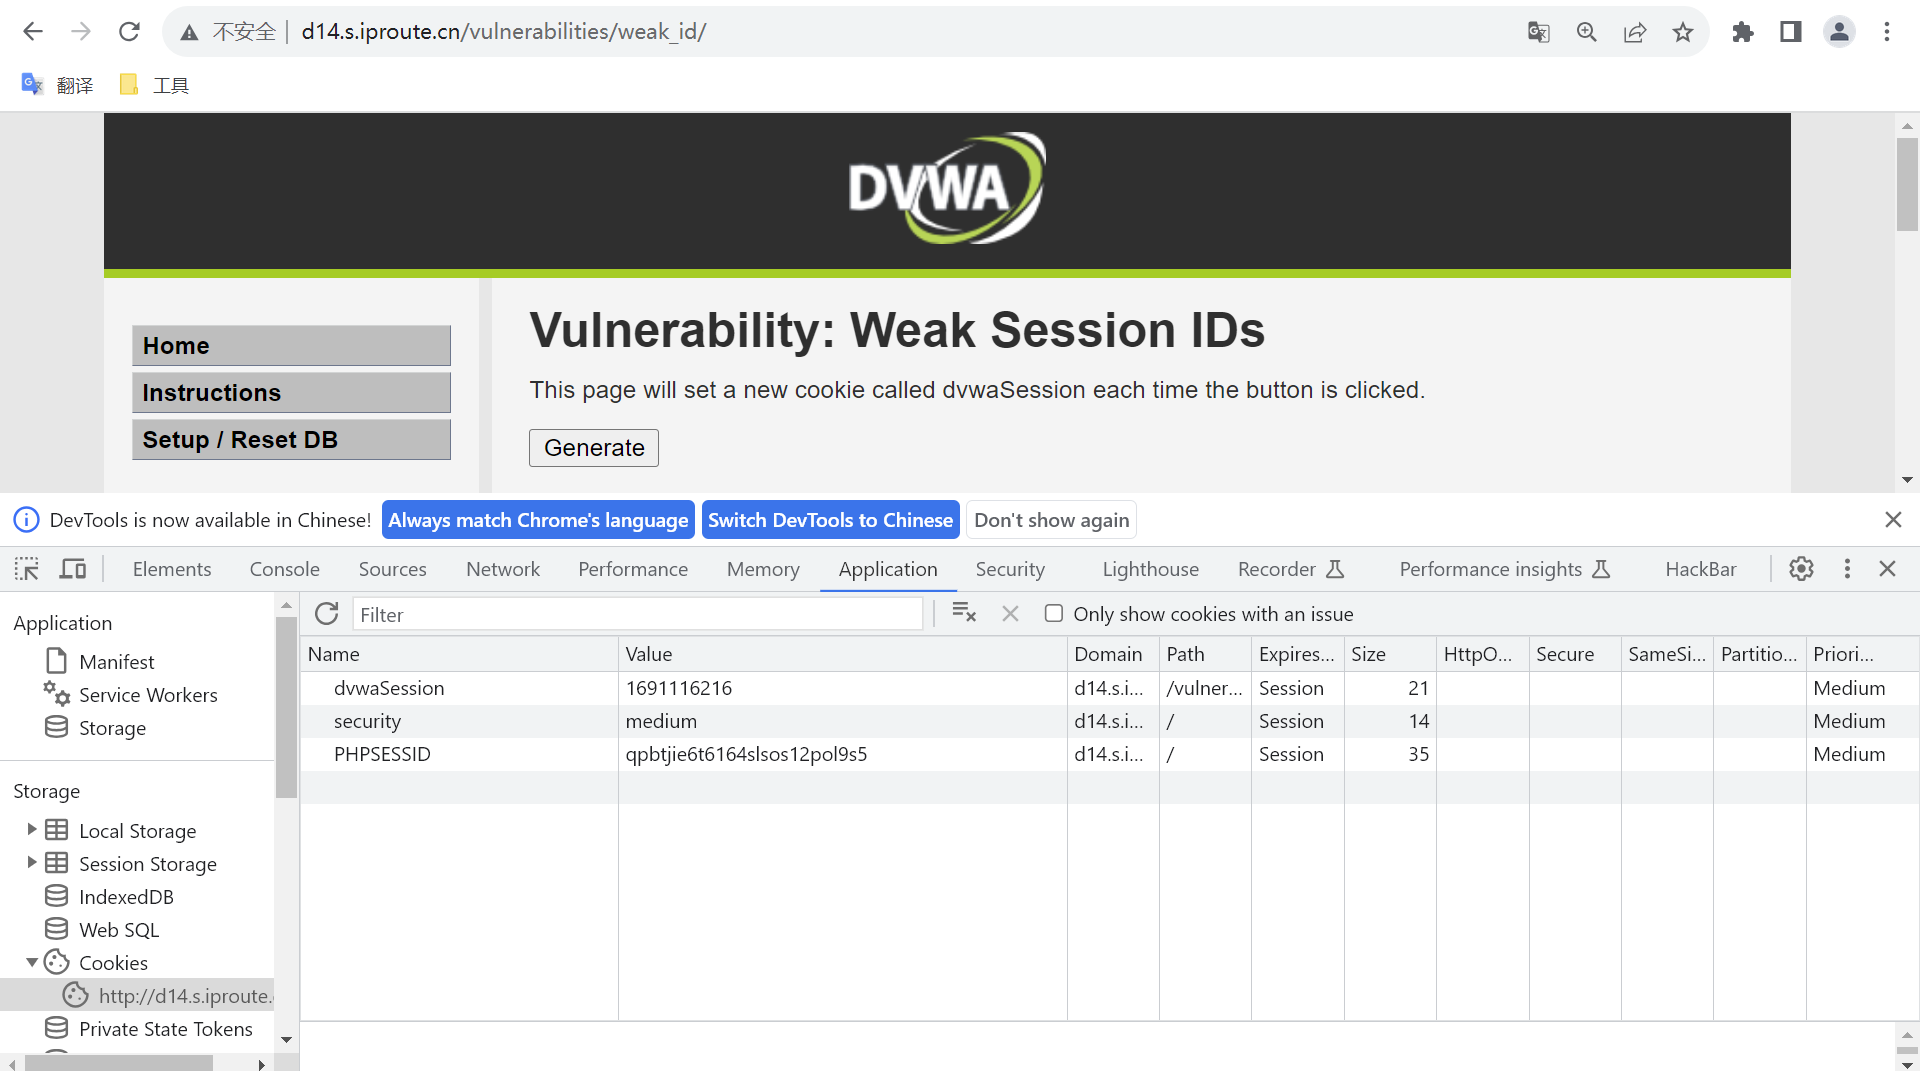 不安全 d14.s.iproute.cn/vulnerabilities/weak_id/
翻译 工具
DVWA
Home
Instructions
Setup / Reset DB
Vulnerability: Weak Session IDs
This page will set a new cookie called dvwaSession each time the button is clicked.
Generate
DevTools is now available in Chinese! Always match Chrome's language Switch DevTools to Chinese Don't show again
Elements Console Sources Network Performance Memory Application Security Lighthouse Recorder Performance insights HackBar
Application
Manifest
Service Workers
Storage
Storage
Local Storage
Session Storage
IndexedDB
Web SQL
Cookies
http://d14.s.iproute.
Private State Tokens
Filter Only show cookies with an issue
Name Value Domain Path Expires... Size HttpO... Secure SameSi... Partitio... Priori...
dvwaSession 1691116216 d14.s.i... /vulner... Session 21 Medium
security medium d14.s.i... / Session 14 Medium
PHPSESSID qpbtjie6t6164slsos12pol9s5 d14.s.i... / Session 35 Medium